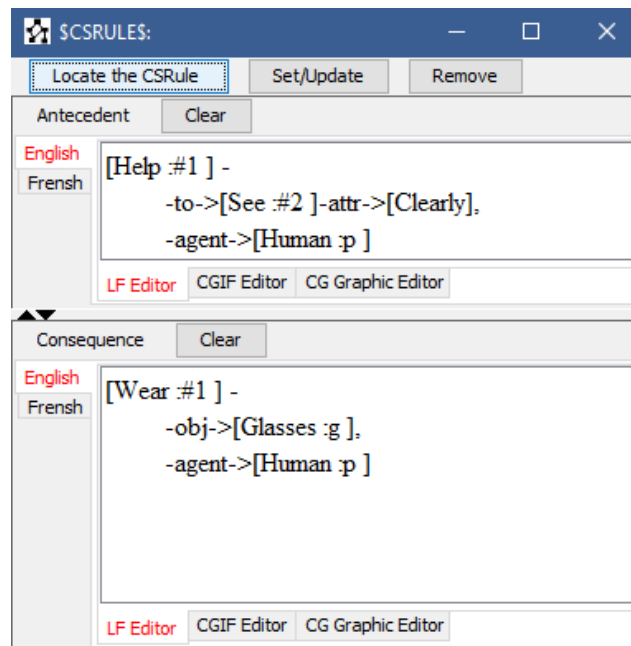 $CSRULE$:
Locate the CSRule Set/Update Remove
Antecedent Clear
English
Frensh
[Help :#1 ] -
-to->[See :#2 ]-attr->[Clearly],
-agent->[Human :p ]
LF Editor CGIF Editor CG Graphic Editor
Consequence Clear
English
Frensh
[Wear :#1 ] -
-obj->[Glasses :g ],
-agent->[Human :p ]
LF Editor CGIF Editor CG Graphic Editor